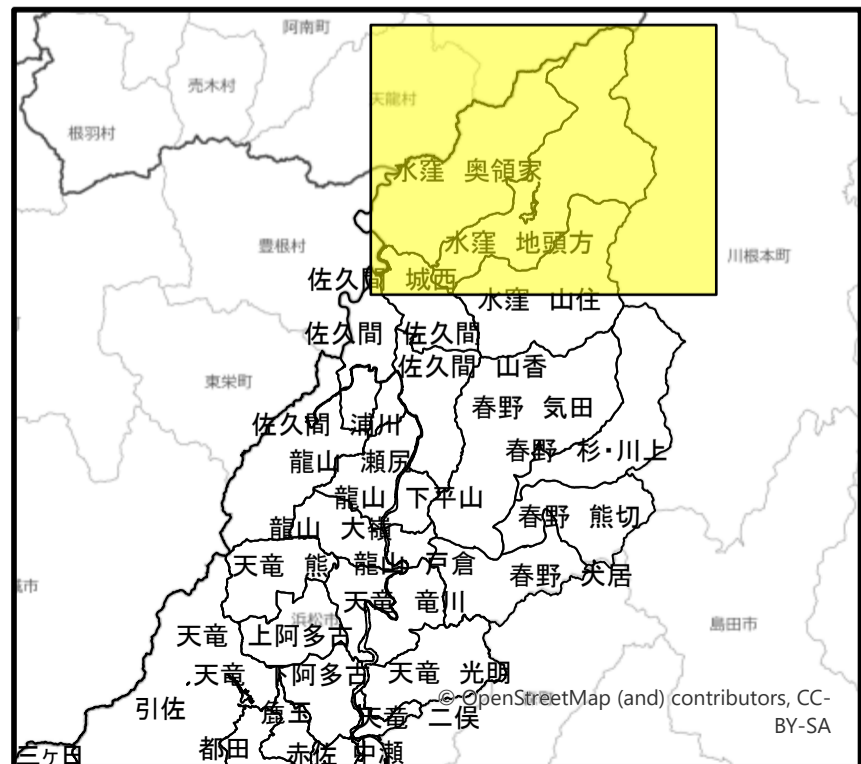 阿南町
売木村
天龍村
根羽村
水窪 奥領家
豊根村
水窪 地頭方
川根本町
佐久間 城西
水窪 山住
佐久間 佐久間
佐久間 山香
東栄町
春野 気田
佐久間 浦川
春野 杉・川上
龍山 瀬尻
龍山 下平山
春野 熊切
龍山 大嶺
天竜 熊
龍山 戸倉
春野 犬居
天竜 竜川
浜松市
島田市
天竜 上阿多古
天竜 下阿多古
天竜 光明
引佐
鹿玉
天竜 二俣
© OpenStreetMap (and) contributors, CC-
BY-SA
三ヶ日
都田
赤佐
中瀬